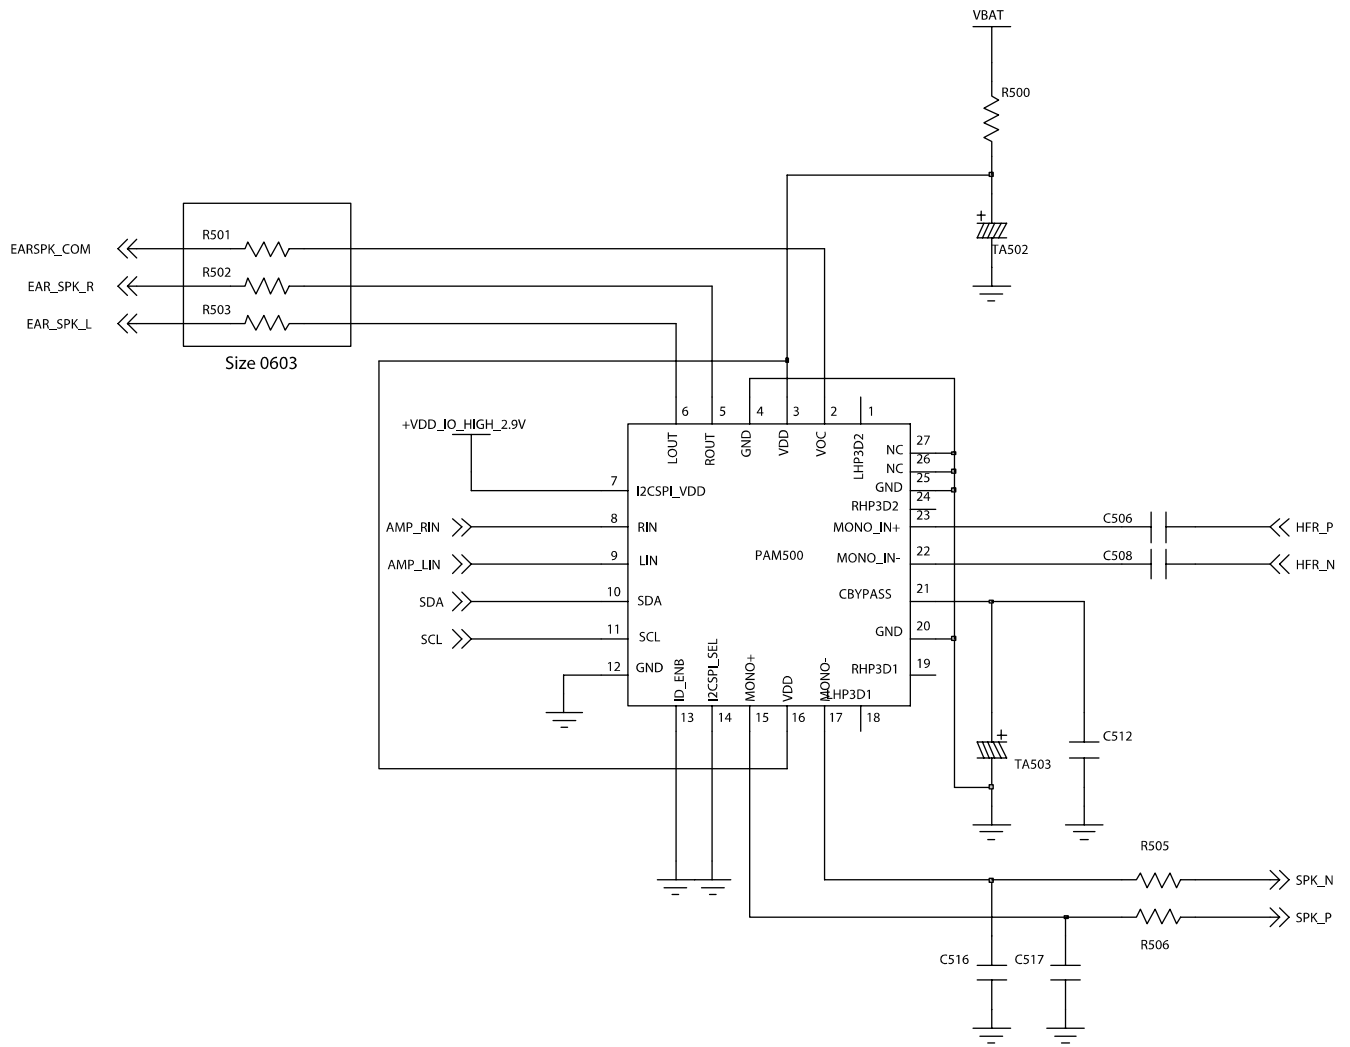 VBAT
R500
TA502
EARSPK_COM
R501
EAR_SPK_R
R502
EAR_SPK_L
R503
Size 0603
6
5
4
3
2
1
LOUT
ROUT
GND
VDD
VOC
LHP3D2
+VDD_IO_HIGH_2.9V
7
I2CSPI_VDD
AMP_RIN
8
RIN
AMP_LIN
9
LIN
SDA
10
SDA
SCL
11
SCL
12
GND
PAM500
NC
27
NC
26
GND
25
RHP3D2
24
MONO_IN+
23
C506
HFR_P
MONO_IN-
22
C508
HFR_N
CBYPASS
21
GND
20
RHP3D1
19
ID_ENB
I2CSPI_SEL
MONO+
VDD
MONO-
LHP3D1
13
14
15
16
17
18
TA503
C512
R505
SPK_N
SPK_P
R506
C516
C517